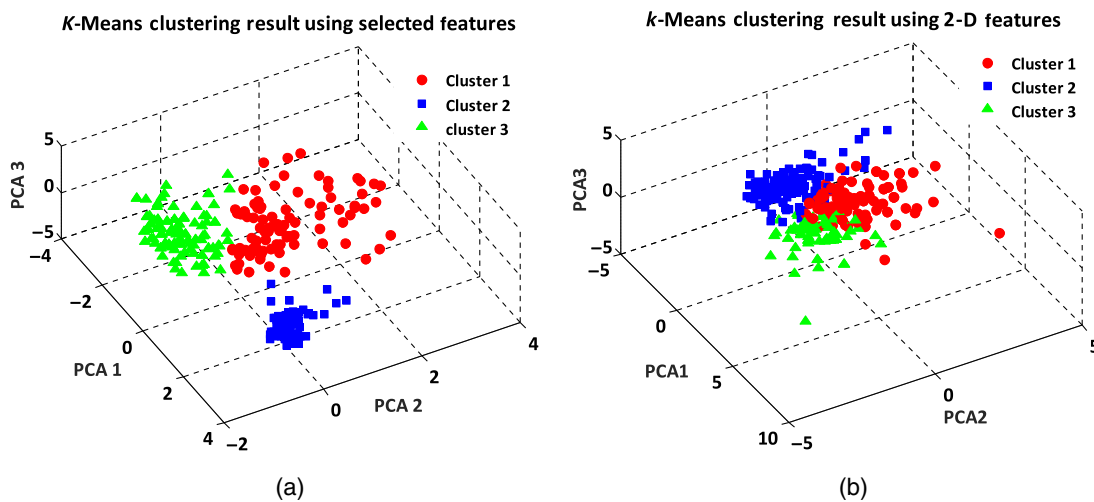 K-Means clustering result using selected features
Cluster 1
Cluster 2
cluster 3
5
0
−5
PCA 3
−4
−2
0
2
4
PCA 1
−2
0
2
4
PCA 2
(a)
k-Means clustering result using 2-D features
Cluster 1
Cluster 2
Cluster 3
5
0
−5
PCA3
−5
0
5
10
PCA1
−5
0
5
PCA2
(b)